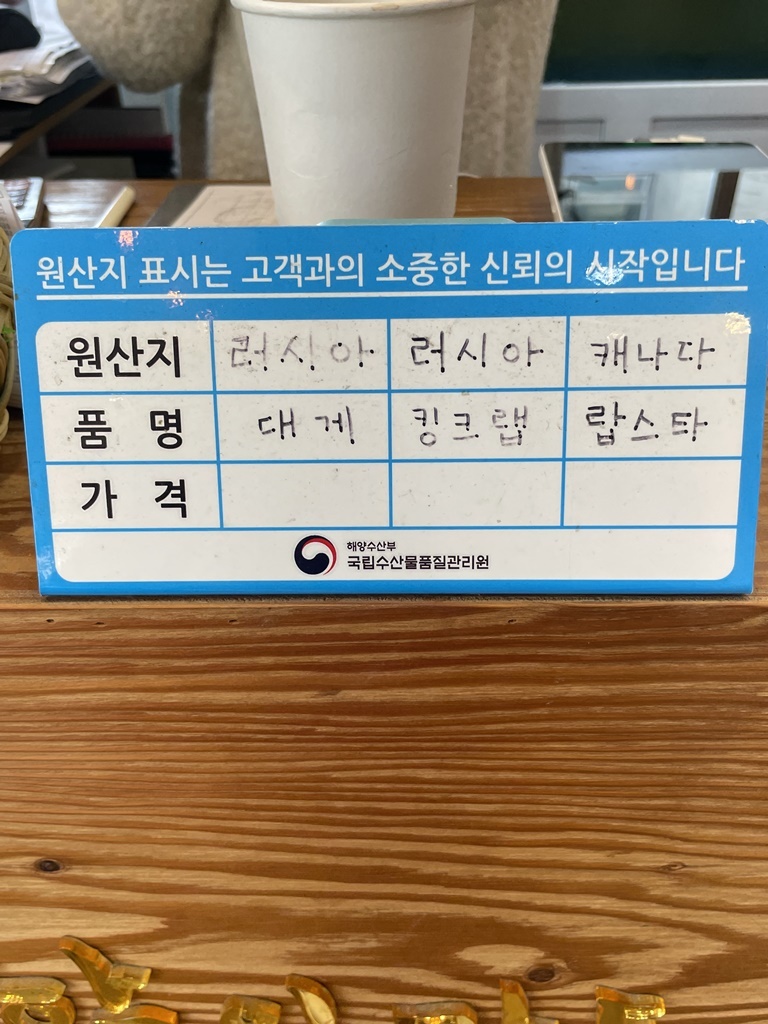 원산지 표시는 고객과의 소중한 신뢰의 시작입니다
원산지 러시아 러시아 캐나다
품 명 대게 킹크랩 랍스타
가 격
해양수산부
국립수산물품질관리원